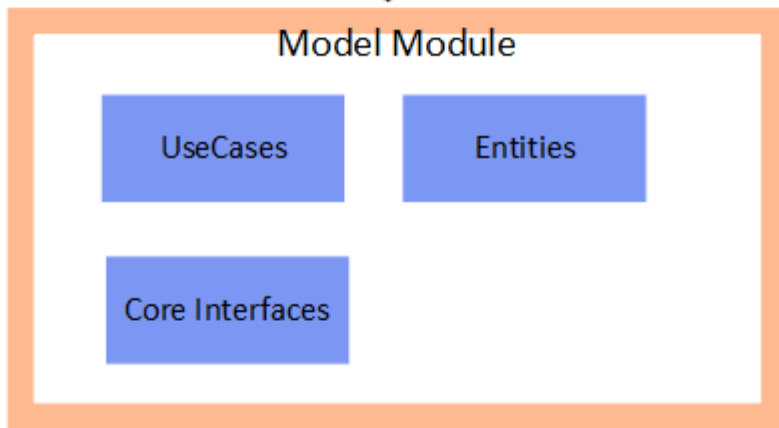 Model Module
UseCases
Entities
Core Interfaces